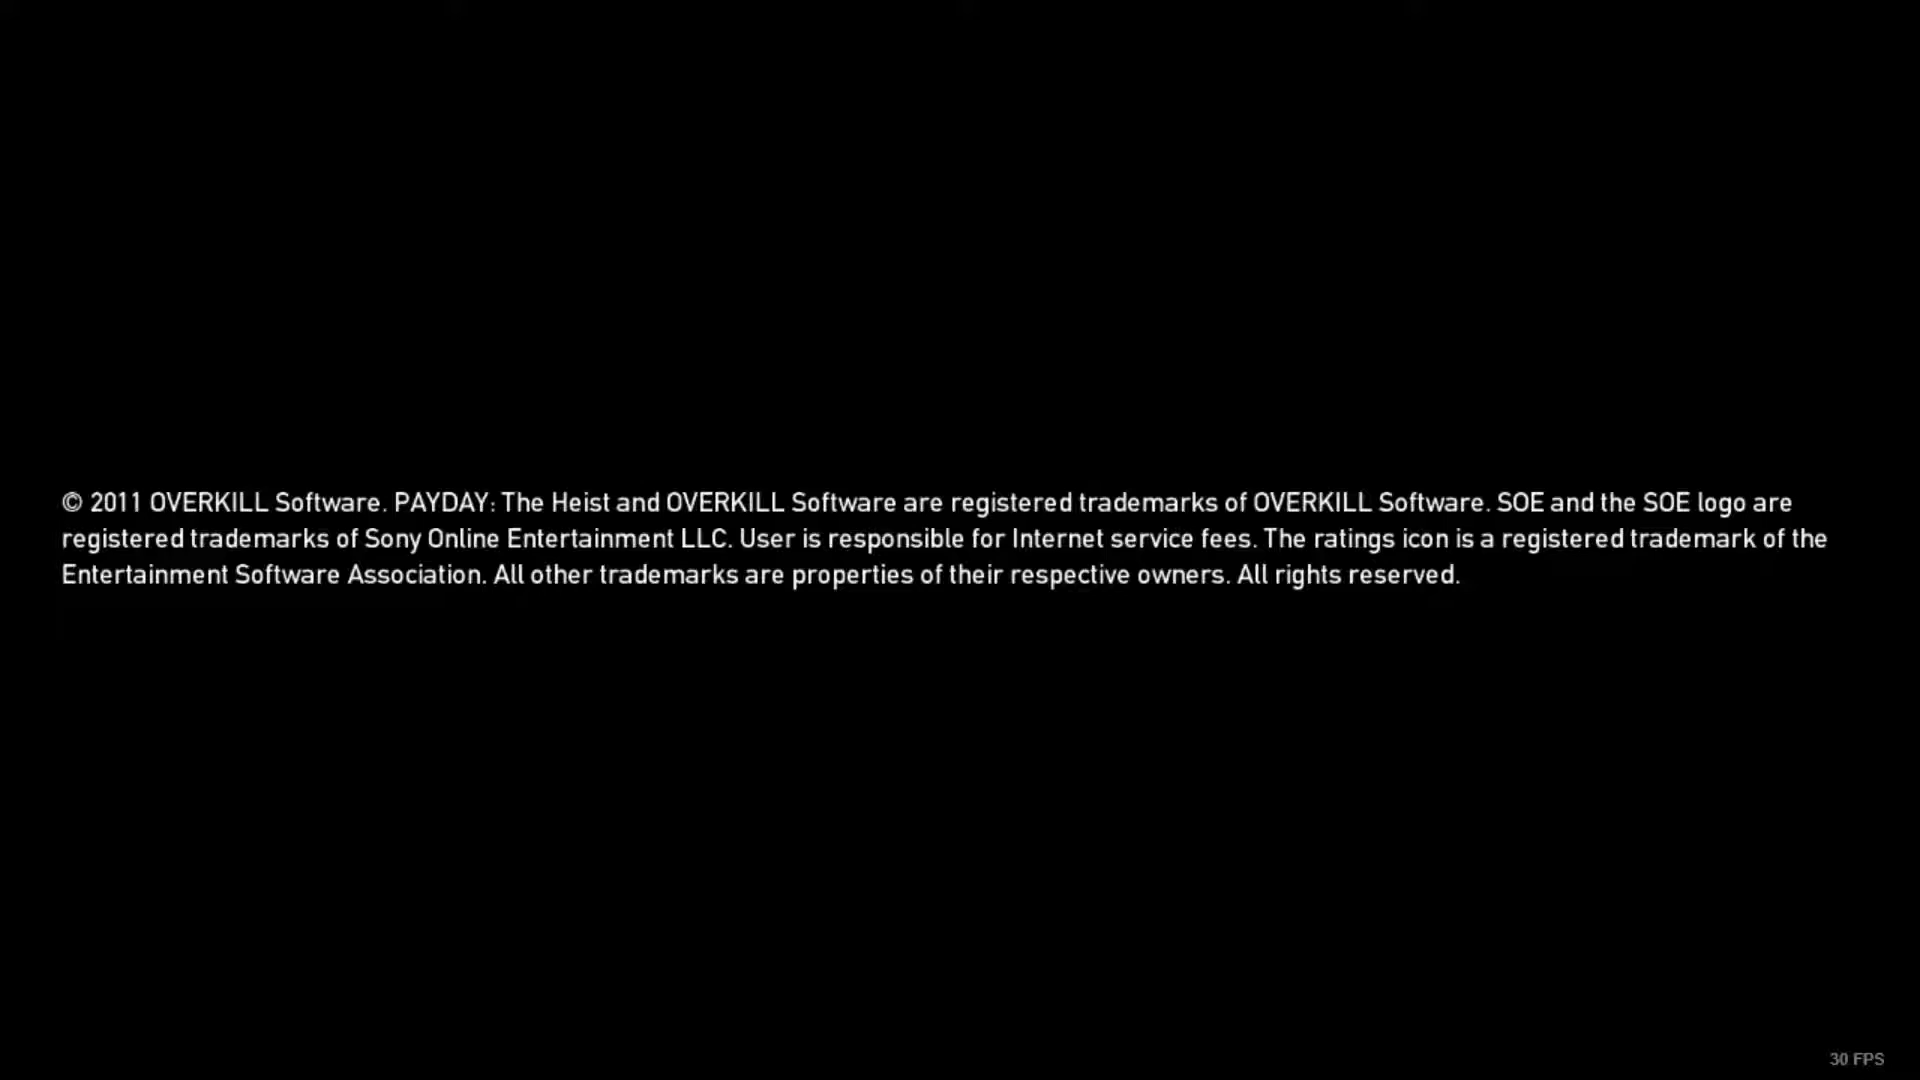 © 2011 OVERKILL Software. PAYDAY: The Heist and OVERKILL Software are registered trademarks of OVERKILL Software. SOE and the SOE logo are
registered trademarks of Sony Online Entertainment LLC. User is responsible for Internet service fees. The ratings icon is a registered trademark of the
Entertainment Software Association. All other trademarks are properties of their respective owners. All rights reserved.
30 FPS